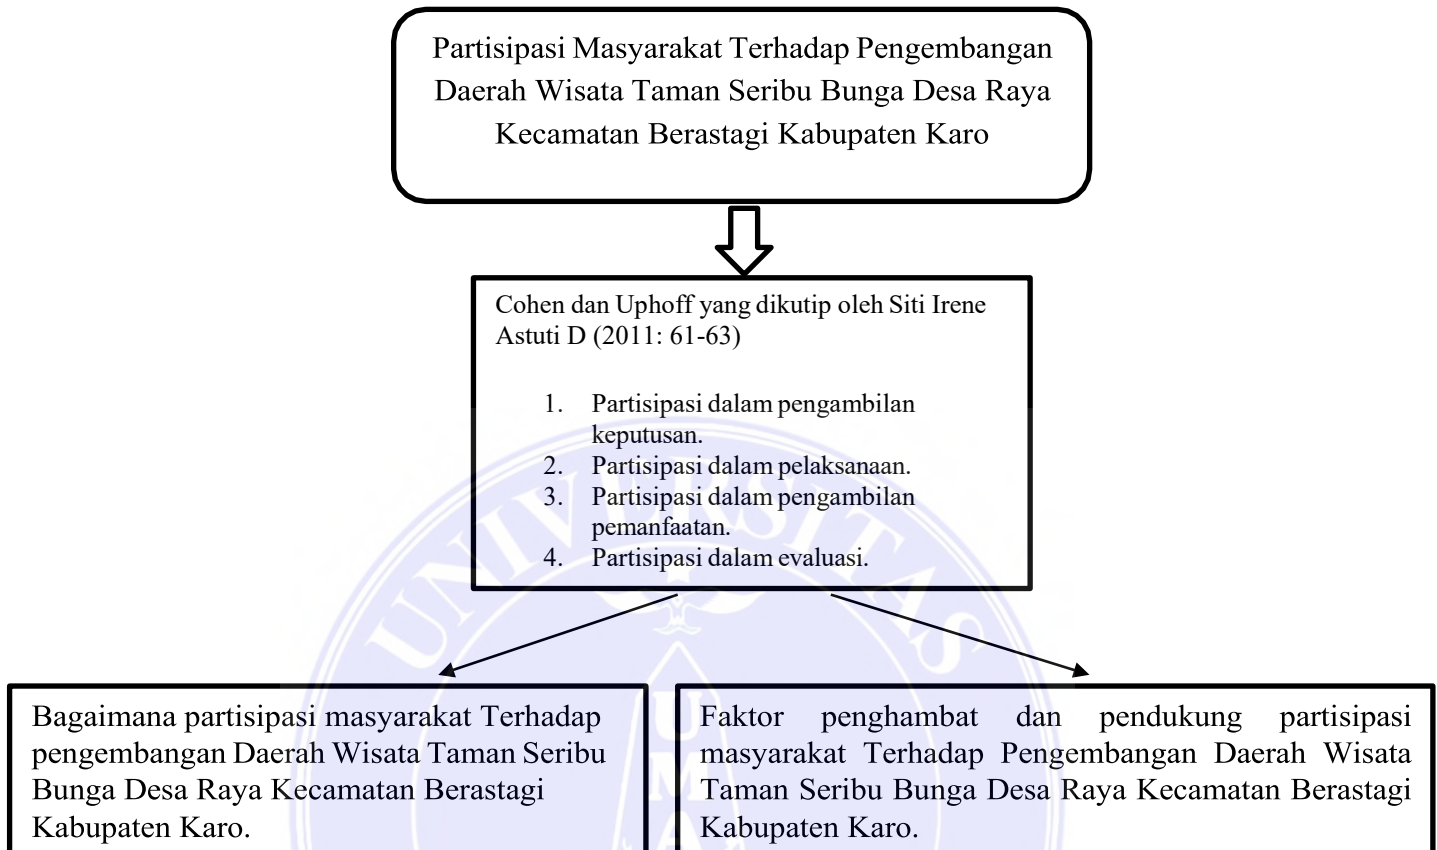 Partisipasi Masyarakat Terhadap Pengembangan
Daerah Wisata Taman Seribu Bunga Desa Raya
Kecamatan Berastagi Kabupaten Karo
Cohen dan Uphoff yang dikutip oleh Siti Irene
Astuti D (2011: 61-63)
1. Partisipasi dalam pengambilan
keputusan.
2. Partisipasi dalam pelaksanaan.
3. Partisipasi dalam pengambilan
pemanfaatan.
4. Partisipasi dalam evaluasi.
UNIVERSITAS
UMA
Bagaimana partisipasi masyarakat Terhadap
pengembangan Daerah Wisata Taman Seribu
Bunga Desa Raya Kecamatan Berastagi
Kabupaten Karo.
Faktor penghambat dan pendukung partisipasi
masyarakat Terhadap Pengembangan Daerah Wisata
Taman Seribu Bunga Desa Raya Kecamatan Berastagi
Kabupaten Karo.